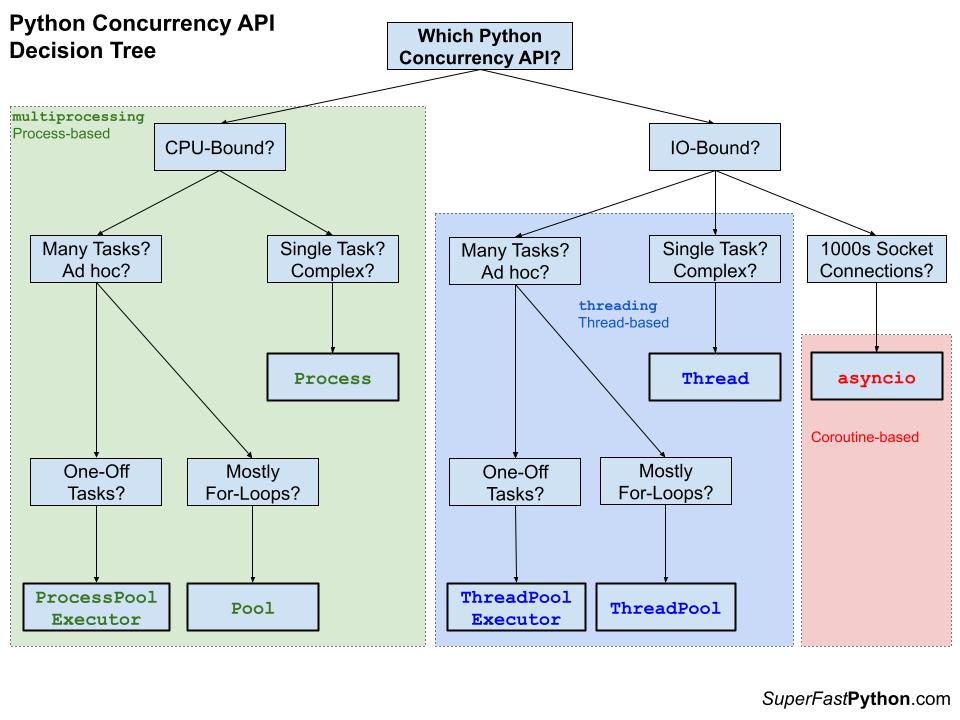 Python Concurrency API
Decision Tree
Which Python
Concurrency API?
multiprocessing
Process-based
CPU-Bound?
IO-Bound?
Many Tasks?
Ad hoc?
Single Task?
Complex?
Many Tasks?
Ad hoc?
Single Task?
Complex?
1000s Socket
Connections?
threading
Thread-based
Process
Thread
asyncio
Coroutine-based
One-Off
Tasks?
Mostly
For-Loops?
One-Off
Tasks?
Mostly
For-Loops?
ProcessPool
Executor
Pool
ThreadPool
Executor
ThreadPool
SuperFastPython.com